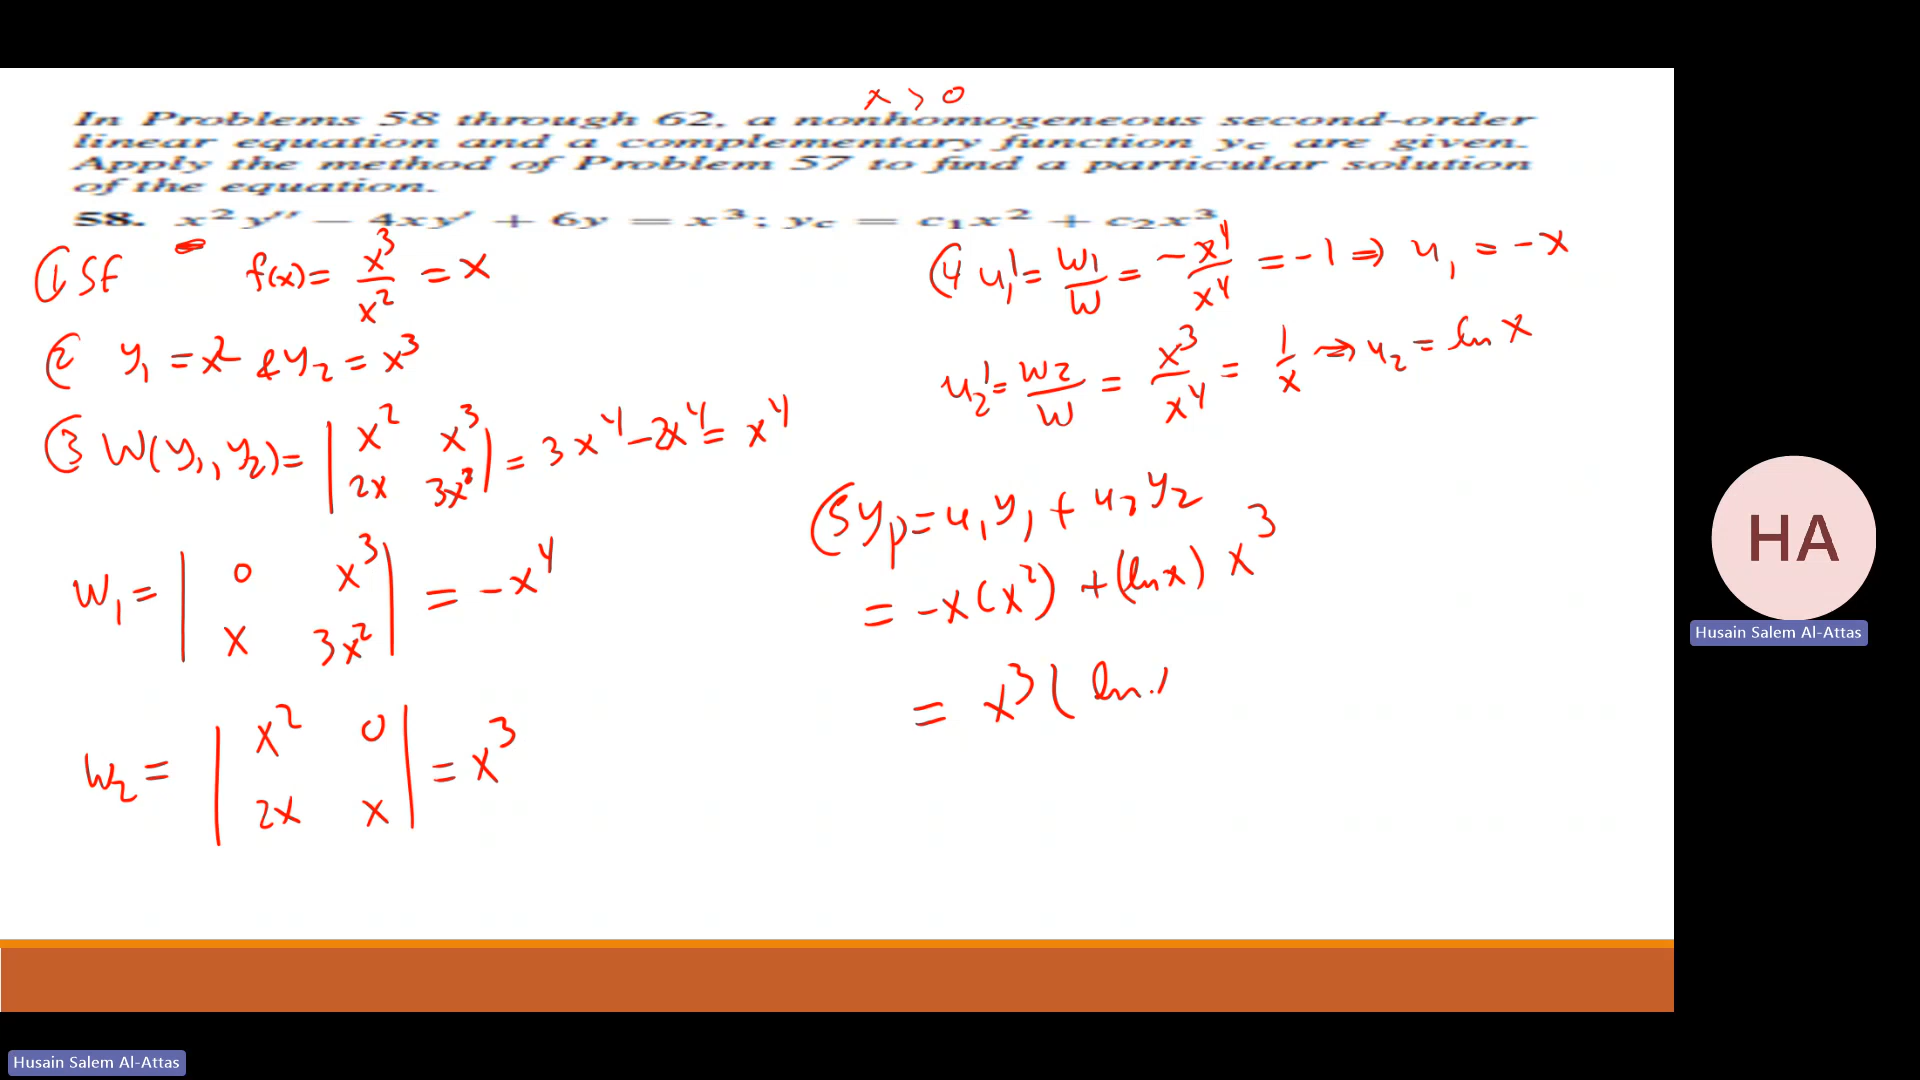 x > 0
In Problems 58 through 62, a nonhomogeneous second-order
linear equation and a complementary function yc are given.
Apply the method of Problem 57 to find a particular solution
of the equation.
58. x² y″ − 4xy′ + 6y = x³; yc = c₁x² + c₂x³
① SF f(x) = x³/x² = x
② y₁ = x² & y₂ = x³
③ W(y₁, y₂) = | x² x³ |
| 2x 3x² | = 3x⁴ − 2x⁴ = x⁴
W₁ = | 0 x³ |
| x 3x² | = −x⁴
W₂ = | x² 0 |
| 2x x | = x³
④ u₁′ = W₁/W = −x⁴/x⁴ = −1 ⇒ u₁ = −x
u₂′ = W₂/W = x³/x⁴ = 1/x ⇒ u₂ = ln x
⑤ yp = u₁y₁ + u₂y₂
= −x(x²) + (ln x) x³
= x³( ln
HA
Husain Salem Al-Attas
Husain Salem Al-Attas